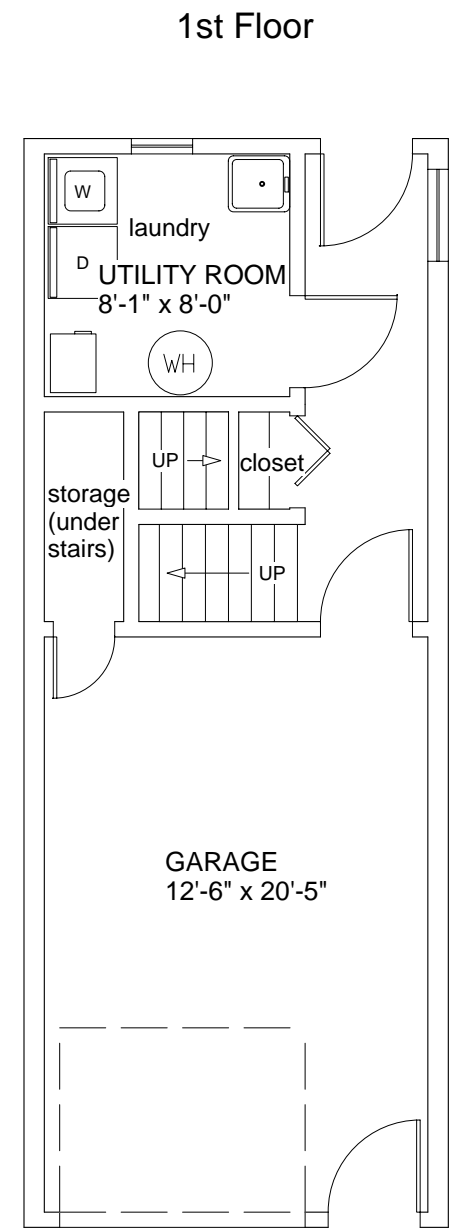 1st Floor
W
laundry
D
UTILITY ROOM
8'-1" x 8'-0"
WH
UP
closet
storage
(under
stairs)
UP
GARAGE
12'-6" x 20'-5"